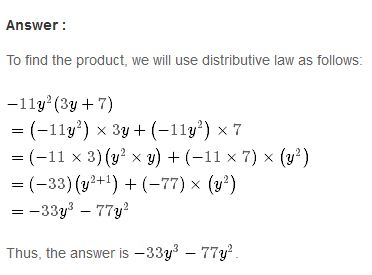 Answer :
To find the product, we will use distributive law as follows:
−11y²(3y + 7)
= (−11y²) × 3y + (−11y²) × 7
= (−11 × 3)(y² × y) + (−11 × 7) × (y²)
= (−33)(y²⁺¹) + (−77) × (y²)
= −33y³ − 77y²
Thus, the answer is −33y³ − 77y².